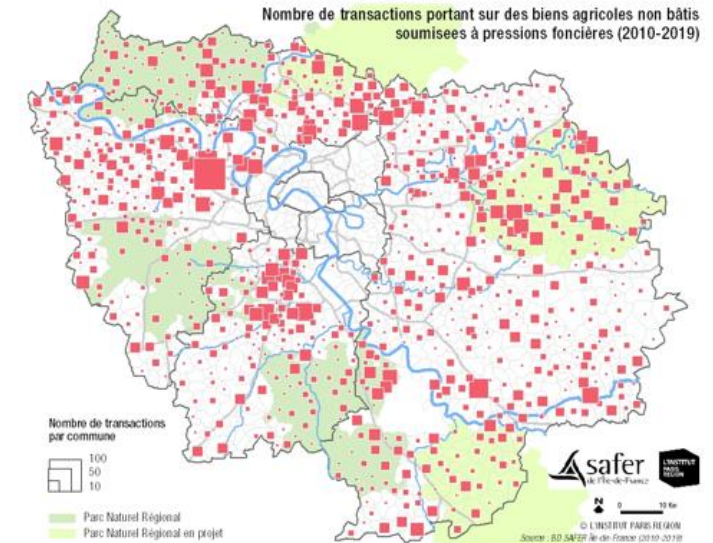 Nombre de transactions portant sur des biens agricoles non bâtis
soumisees à pressions foncières (2010-2019)
Nombre de transactions
par commune
100
50
10
Parc Naturel Régional
Parc Naturel Régional en projet
safer
de l'Île-de-France
L'INSTITUT
PARIS
REGION
N
0 10 Km
© L'INSTITUT PARIS REGION
Source : BD SAFER Île-de-France (2010-2019)